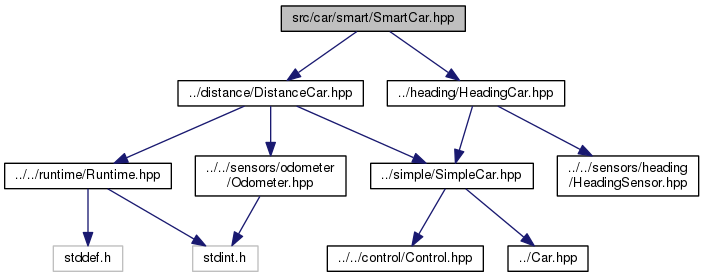 src/car/smart/SmartCar.hpp
../distance/DistanceCar.hpp
../heading/HeadingCar.hpp
../../runtime/Runtime.hpp
../../sensors/odometer
/Odometer.hpp
../simple/SimpleCar.hpp
../../sensors/heading
/HeadingSensor.hpp
stddef.h
stdint.h
../../control/Control.hpp
../Car.hpp